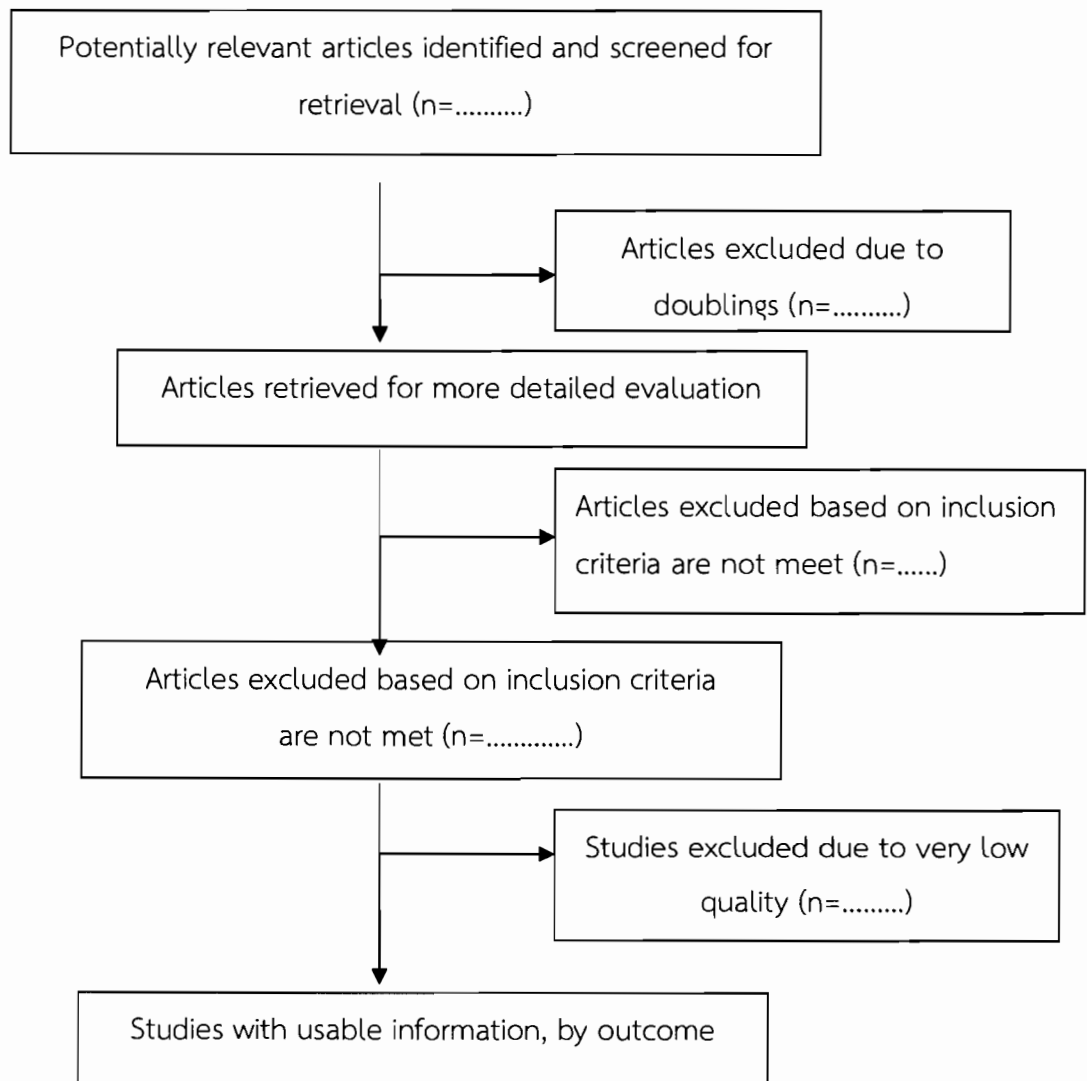 Potentially relevant articles identified and screened for
retrieval (n=..........)
Articles excluded due to
doublings (n=..........)
Articles retrieved for more detailed evaluation
Articles excluded based on inclusion
criteria are not meet (n=......)
Articles excluded based on inclusion criteria
are not met (n=.............)
Studies excluded due to very low
quality (n=.........)
Studies with usable information, by outcome